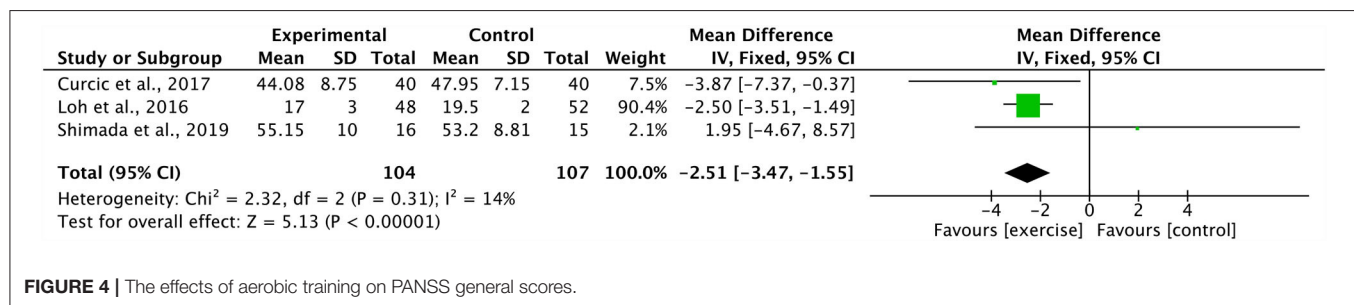 Experimental Control Mean Difference Mean Difference
Study or Subgroup Mean SD Total Mean SD Total Weight IV, Fixed, 95% CI IV, Fixed, 95% CI
Curcic et al., 2017 44.08 8.75 40 47.95 7.15 40 7.5% -3.87 [-7.37, -0.37]
Loh et al., 2016 17 3 48 19.5 2 52 90.4% -2.50 [-3.51, -1.49]
Shimada et al., 2019 55.15 10 16 53.2 8.81 15 2.1% 1.95 [-4.67, 8.57]
Total (95% CI) 104 107 100.0% -2.51 [-3.47, -1.55]
Heterogeneity: Chi² = 2.32, df = 2 (P = 0.31); I² = 14%
Test for overall effect: Z = 5.13 (P < 0.00001)
-4 -2 0 2 4
Favours [exercise] Favours [control]
FIGURE 4 | The effects of aerobic training on PANSS general scores.